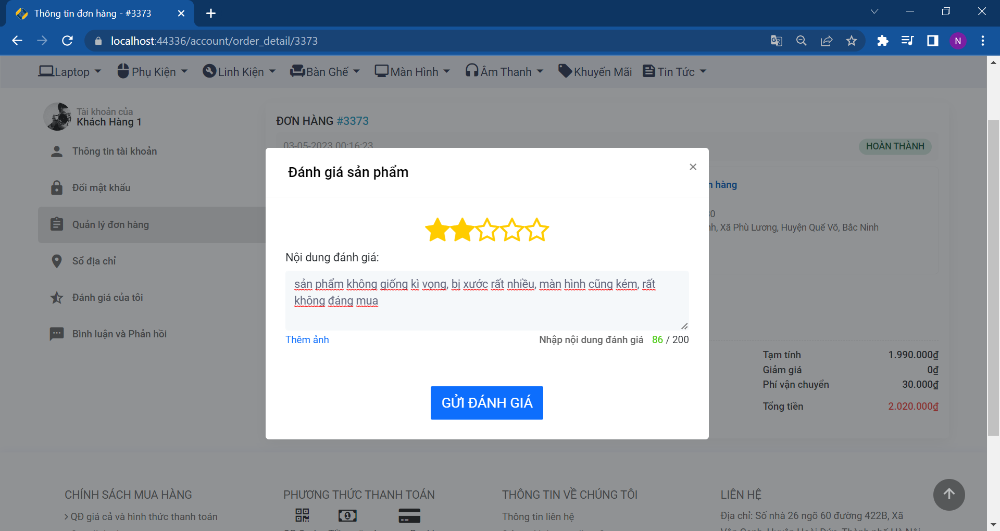 Thông tin đơn hàng - #3373
localhost:44336/account/order_detail/3373
N
Laptop
Phụ Kiện
Linh Kiện
Bàn Ghế
Màn Hình
Âm Thanh
Khuyến Mãi
Tin Tức
Tài khoản của
Khách Hàng 1
Thông tin tài khoản
Đổi mật khẩu
Quản lý đơn hàng
Sổ địa chỉ
Đánh giá của tôi
Bình luận và Phản hồi
ĐƠN HÀNG #3373
03-05-2023 00:16:23
HOÀN THÀNH
n hàng
nh, Xã Phù Lương, Huyện Quế Võ, Bắc Ninh
Đánh giá sản phẩm
Nội dung đánh giá:
sản phẩm không giống kì vọng, bị xước rất nhiều, màn hình cũng kém, rất
không đáng mua
Thêm ảnh
Nhập nội dung đánh giá 86 / 200
GỬI ĐÁNH GIÁ
Tạm tính 1.990.000₫
Giảm giá 0₫
Phí vận chuyển 30.000₫
Tổng tiền 2.020.000₫
CHÍNH SÁCH MUA HÀNG
QĐ giá cả và hình thức thanh toán
PHƯƠNG THỨC THANH TOÁN
THÔNG TIN VỀ CHÚNG TÔI
Thông tin liên hệ
LIÊN HỆ
Địa chỉ: Số nhà 26 ngõ 60 đường 422B, Xã